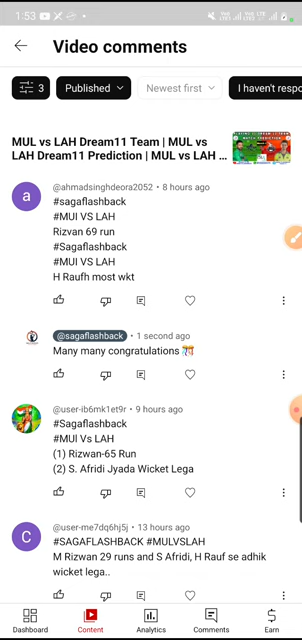 1:53
Video comments
3
Published
Newest first
I haven't respo
MUL vs LAH Dream11 Team | MUL vs
LAH Dream11 Prediction | MUL vs LAH ...
@ahmadsinghdeora2052 • 8 hours ago
#sagaflashback
#MUI VS LAH
Rizvan 69 run
#Sagaflashback
#MUI VS LAH
H Raufh most wkt
@sagaflashback • 1 second ago
Many many congratulations
@user-ib6mk1et9r • 9 hours ago
#Sagaflashback
#MUl Vs LAH
(1) Rizwan-65 Run
(2) S. Afridi Jyada Wicket Lega
C
@user-me7dq6hj5j • 13 hours ago
#SAGAFLASHBACK #MULVSLAH
M Rizwan 29 runs and S Afridi, H Rauf se adhik
wicket lega..
Dashboard
Content
Analytics
Comments
Earn